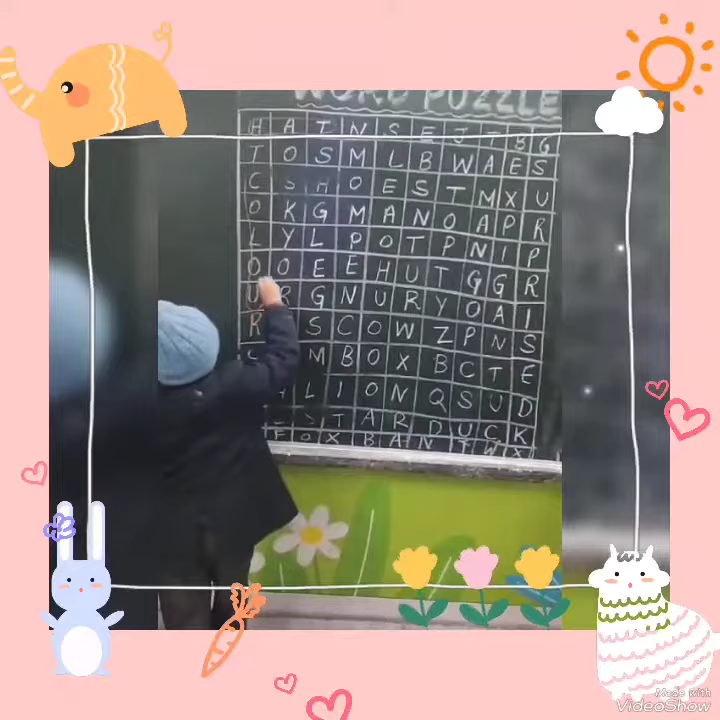 WORD PUZZLE
H A T N S E J T B G
T O S M L B W A E S
C S H O E S T M X U
O K G M A N O A P R
L Y L P O T P N I P
O O E E H U T G G R
U R G N U R Y O A I
R S C O W Z P N S
M B O X B C T E
L I O N Q S U D
T A R D U C K
F O X B A N T W X
Made with
VideoShow